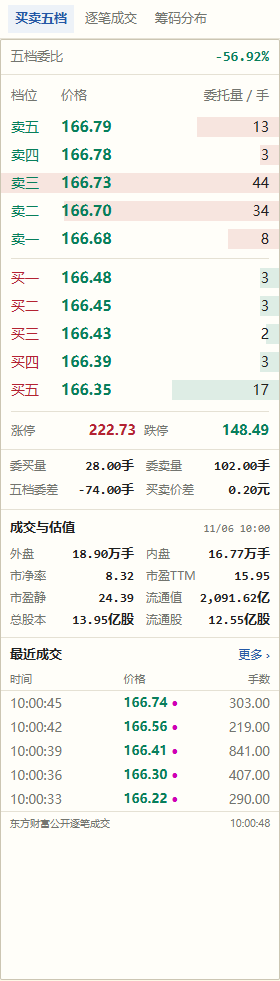 买卖五档 逐笔成交 筹码分布
五档委比 -56.92%
档位 价格 委托量 / 手
卖五 166.79 13
卖四 166.78 3
卖三 166.73 44
卖二 166.70 34
卖一 166.68 8
买一 166.48 3
买二 166.45 3
买三 166.43 2
买四 166.39 3
买五 166.35 17
涨停 222.73 跌停 148.49
委买量 28.00手 委卖量 102.00手
五档委差 -74.00手 买卖价差 0.20元
成交与估值 11/06 10:00
外盘 18.90万手 内盘 16.77万手
市净率 8.32 市盈TTM 15.95
市盈静 24.39 流通值 2,091.62亿
总股本 13.95亿股 流通股 12.55亿股
最近成交 更多 ›
时间 价格 手数
10:00:45 166.74 ● 303.00
10:00:42 166.56 ● 219.00
10:00:39 166.41 ● 841.00
10:00:36 166.30 ● 407.00
10:00:33 166.22 ● 290.00
东方财富公开逐笔成交 10:00:48